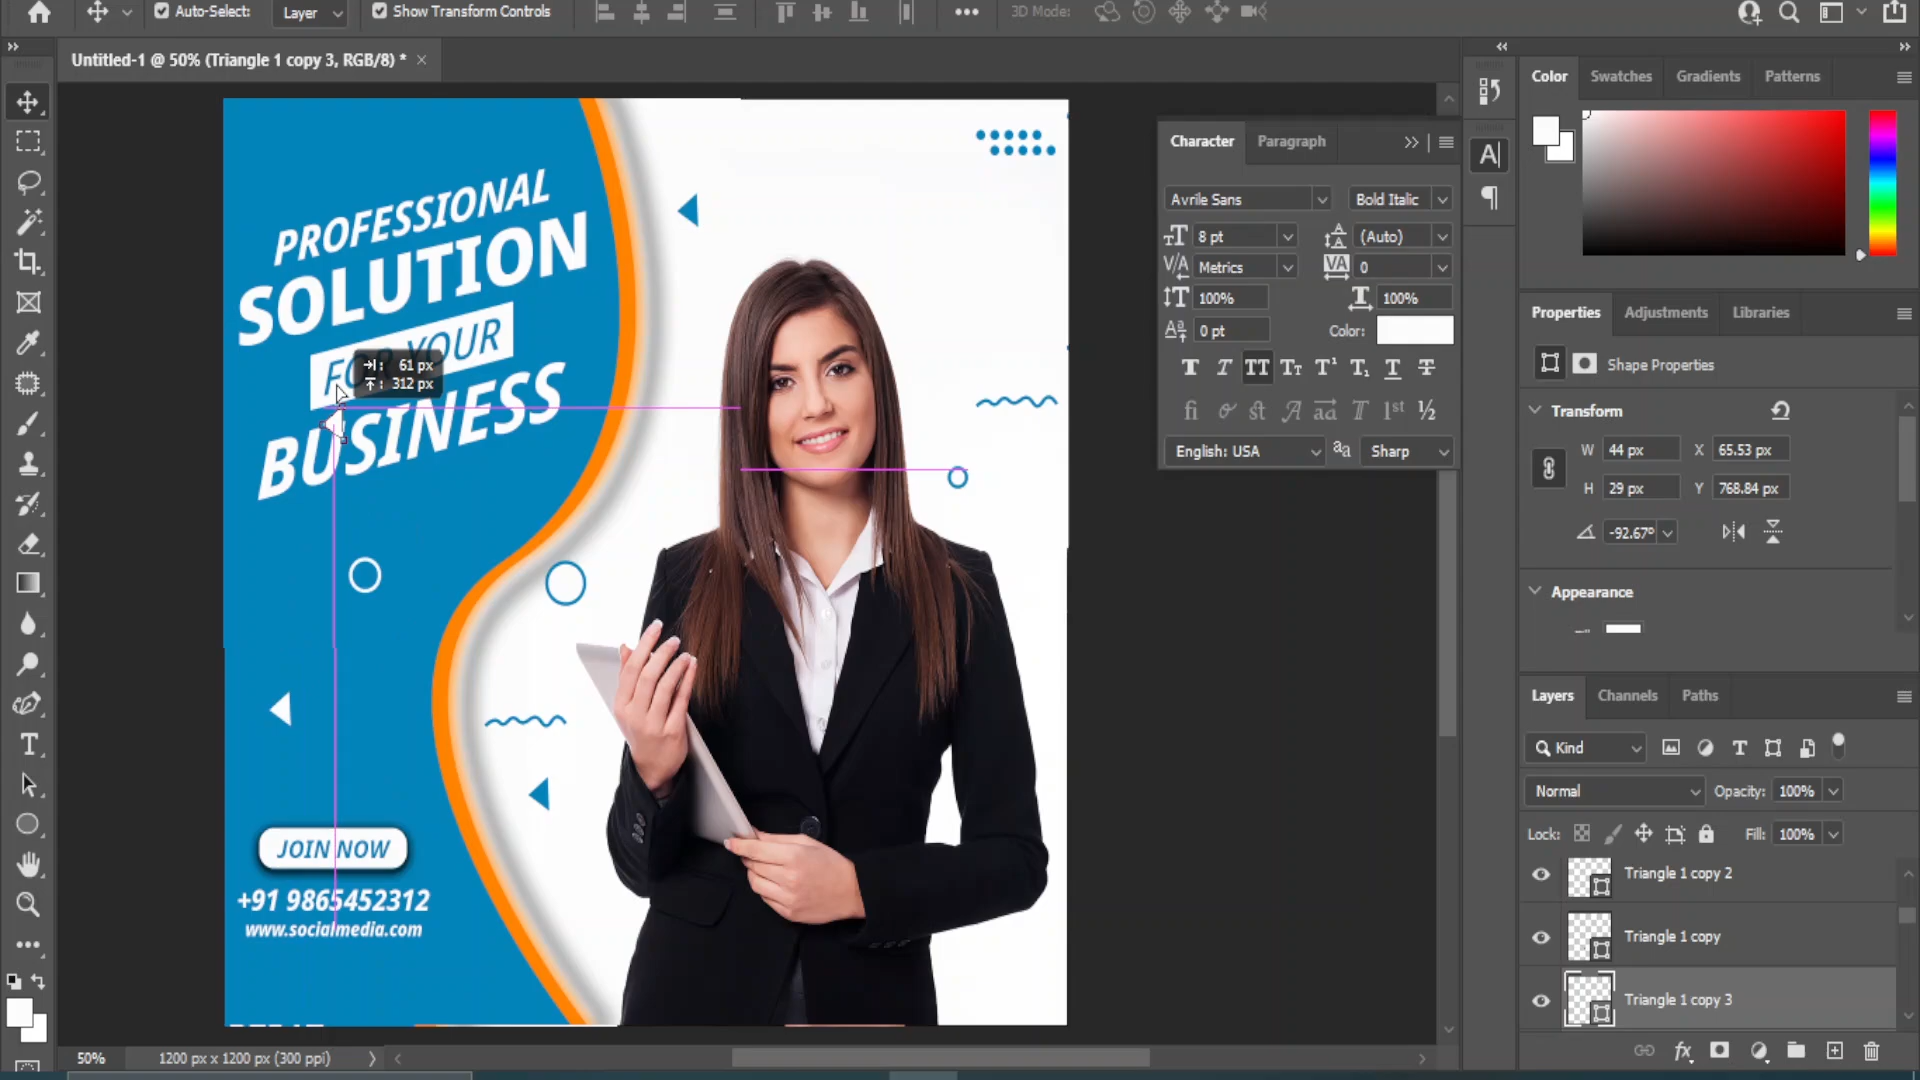 Auto-Select:
Layer
Show Transform Controls
3D Mode:
Untitled-1 @ 50% (Triangle 1 copy 3, RGB/8) *
Color
Swatches
Gradients
Patterns
PROFESSIONAL
SOLUTION
FOR YOUR
BUSINESS
61 px
312 px
JOIN NOW
+91 9865452312
www.socialmedia.com
Character
Paragraph
Avrile Sans
Bold Italic
8 pt
(Auto)
Metrics
0
100%
100%
0 pt
Color:
English: USA
Sharp
Properties
Adjustments
Libraries
Shape Properties
Transform
W 44 px X 65.53 px
H 29 px Y 768.84 px
-92.67°
Appearance
Layers
Channels
Paths
Kind
Normal
Opacity: 100%
Lock:
Fill: 100%
Triangle 1 copy 2
Triangle 1 copy
Triangle 1 copy 3
50%
1200 px x 1200 px (300 ppi)